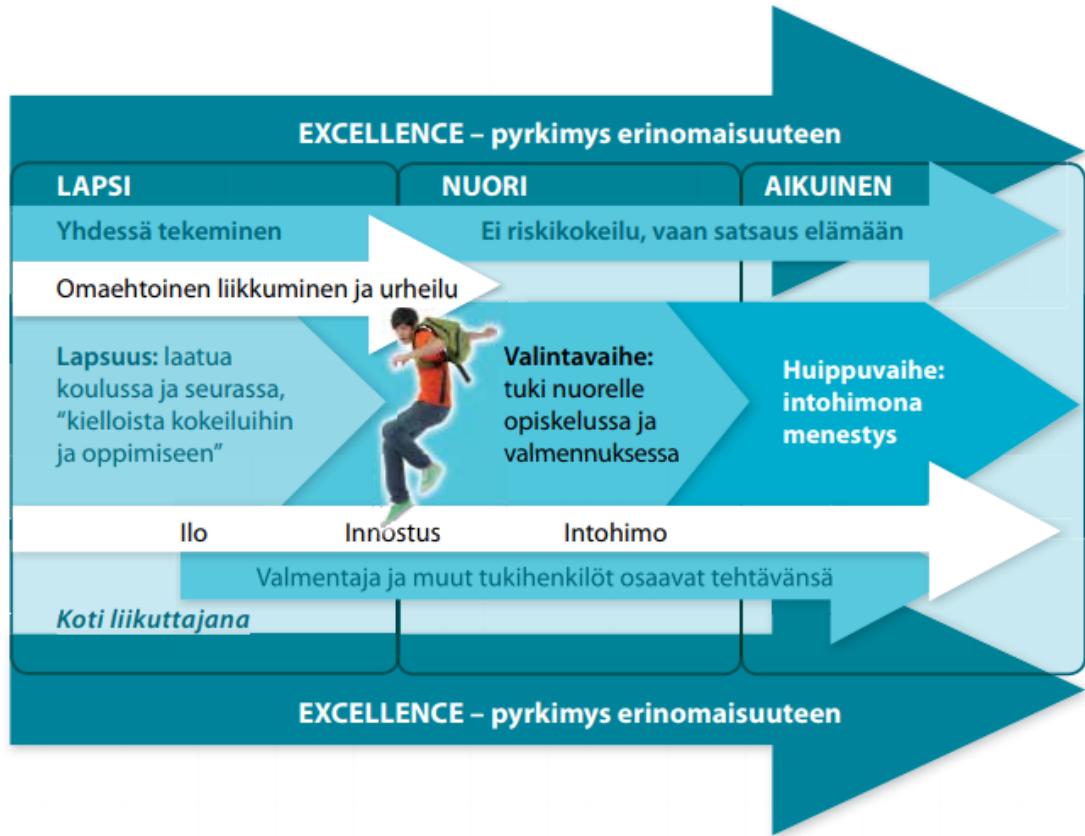 EXCELLENCE – pyrkimys erinomaisuuteen
LAPSI
NUORI
AIKUINEN
Yhdessä tekeminen
Ei riskikokeilu, vaan satsaus elämään
Omaehtoinen liikkuminen ja urheilu
Lapsuus: laatua
koulussa ja seurassa,
“kielloista kokeiluihin
ja oppimiseen”
Valintavaihe:
tuki nuorelle
opiskelussa ja
valmennuksessa
Huippuvaihe:
intohimona
menestys
Ilo
Innostus
Intohimo
Valmentaja ja muut tukihenkilöt osaavat tehtävänsä
Koti liikuttajana
EXCELLENCE – pyrkimys erinomaisuuteen